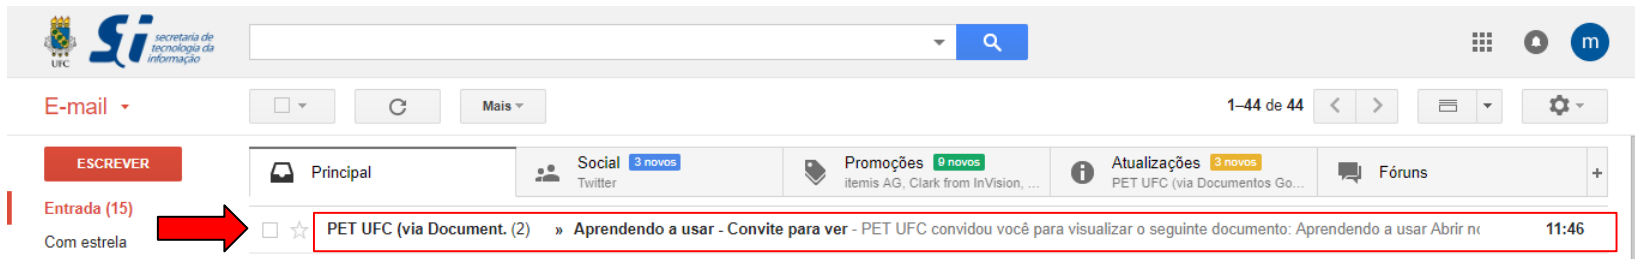 UFC
secretaria de
tecnologia da
informação
m
E-mail
Mais
1–44 de 44
ESCREVER
Principal
Social 3 novos
Twitter
Promoções 9 novos
itemis AG, Clark from InVision, ...
Atualizações 3 novos
PET UFC (via Documentos Go...
Fóruns
+
Entrada (15)
PET UFC (via Document. (2) » Aprendendo a usar - Convite para ver - PET UFC convidou você para visualizar o seguinte documento: Aprendendo a usar Abrir no 11:46
Com estrela